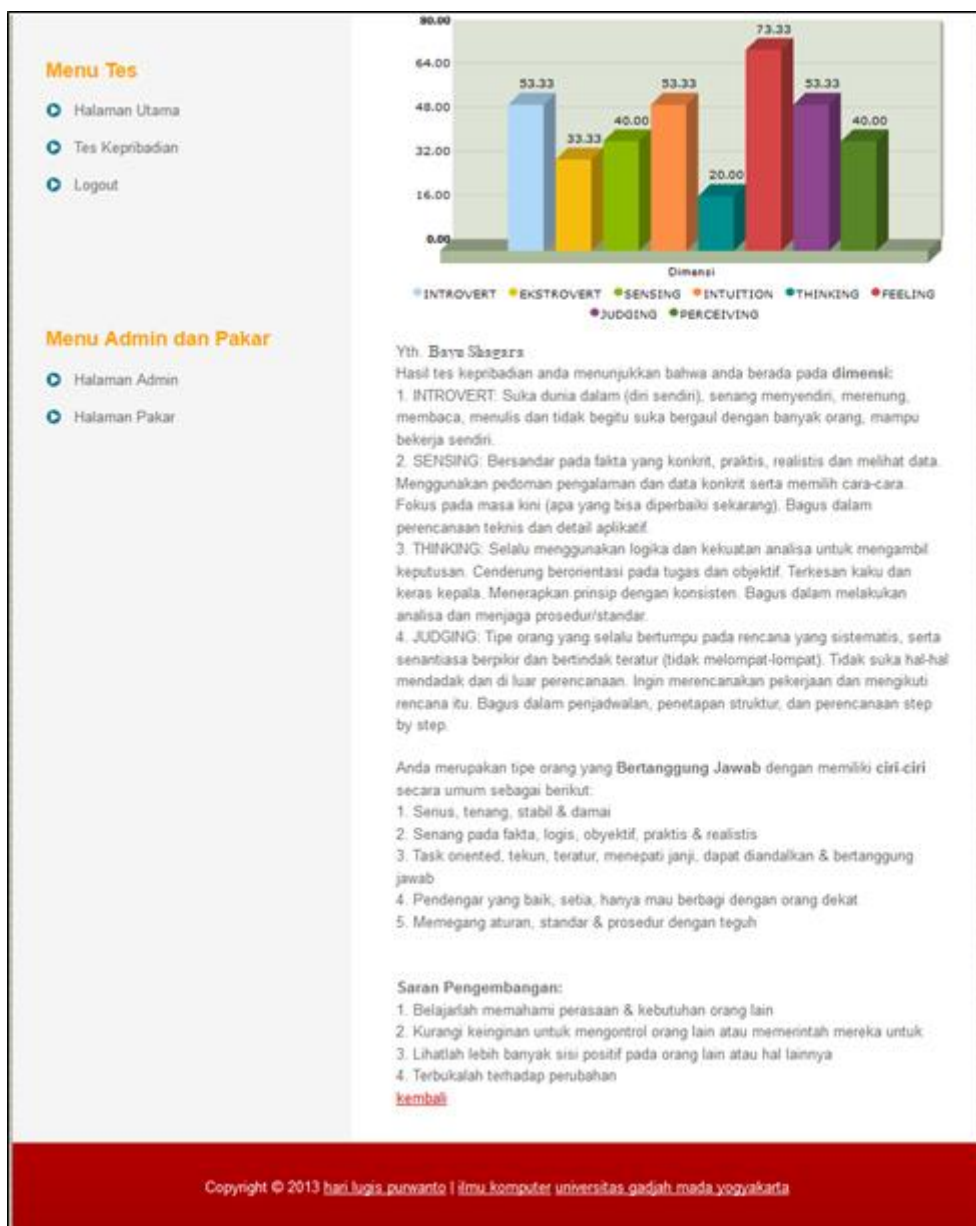 Menu Tes
Halaman Utama
Tes Kepribadian
Logout
Menu Admin dan Pakar
Halaman Admin
Halaman Pakar
80.00
64.00
48.00
32.00
16.00
0.00
53.33
33.33
40.00
53.33
20.00
73.33
53.33
40.00
Dimensi
INTROVERT EKSTROVERT SENSING INTUITION THINKING FEELING
JUDGING PERCEIVING
Yth. Bayu Shagara
Hasil tes kepribadian anda menunjukkan bahwa anda berada pada dimensi:
1. INTROVERT: Suka dunia dalam (diri sendiri), senang menyendiri, merenung,
membaca, menulis dan tidak begitu suka bergaul dengan banyak orang, mampu
bekerja sendiri.
2. SENSING: Bersandar pada fakta yang konkrit, praktis, realistis dan melihat data.
Menggunakan pedoman pengalaman dan data konkrit serta memilih cara-cara.
Fokus pada masa kini (apa yang bisa diperbaiki sekarang). Bagus dalam
perencanaan teknis dan detail aplikatif.
3. THINKING: Selalu menggunakan logika dan kekuatan analisa untuk mengambil
keputusan. Cenderung berorientasi pada tugas dan objektif. Terkesan kaku dan
keras kepala. Menerapkan prinsip dengan konsisten. Bagus dalam melakukan
analisa dan menjaga prosedur/standar.
4. JUDGING: Tipe orang yang selalu bertumpu pada rencana yang sistematis, serta
senantiasa berpikir dan bertindak teratur (tidak melompat-lompat). Tidak suka hal-hal
mendadak dan di luar perencanaan. Ingin merencanakan pekerjaan dan mengikuti
rencana itu. Bagus dalam penjadwalan, penetapan struktur, dan perencanaan step
by step.
Anda merupakan tipe orang yang Bertanggung Jawab dengan memiliki ciri-ciri
secara umum sebagai berikut:
1. Serius, tenang, stabil & damai
2. Senang pada fakta, logis, obyektif, praktis & realistis
3. Task oriented, tekun, teratur, menepati janji, dapat diandalkan & bertanggung
jawab
4. Pendengar yang baik, setia, hanya mau berbagi dengan orang dekat
5. Memegang aturan, standar & prosedur dengan teguh
Saran Pengembangan:
1. Belajarlah memahami perasaan & kebutuhan orang lain
2. Kurangi keinginan untuk mengontrol orang lain atau memerintah mereka untuk
3. Lihatlah lebih banyak sisi positif pada orang lain atau hal lainnya
4. Terbukalah terhadap perubahan
kembali
Copyright © 2013 hari lugis purwanto | ilmu komputer universitas gadjah mada yogyakarta